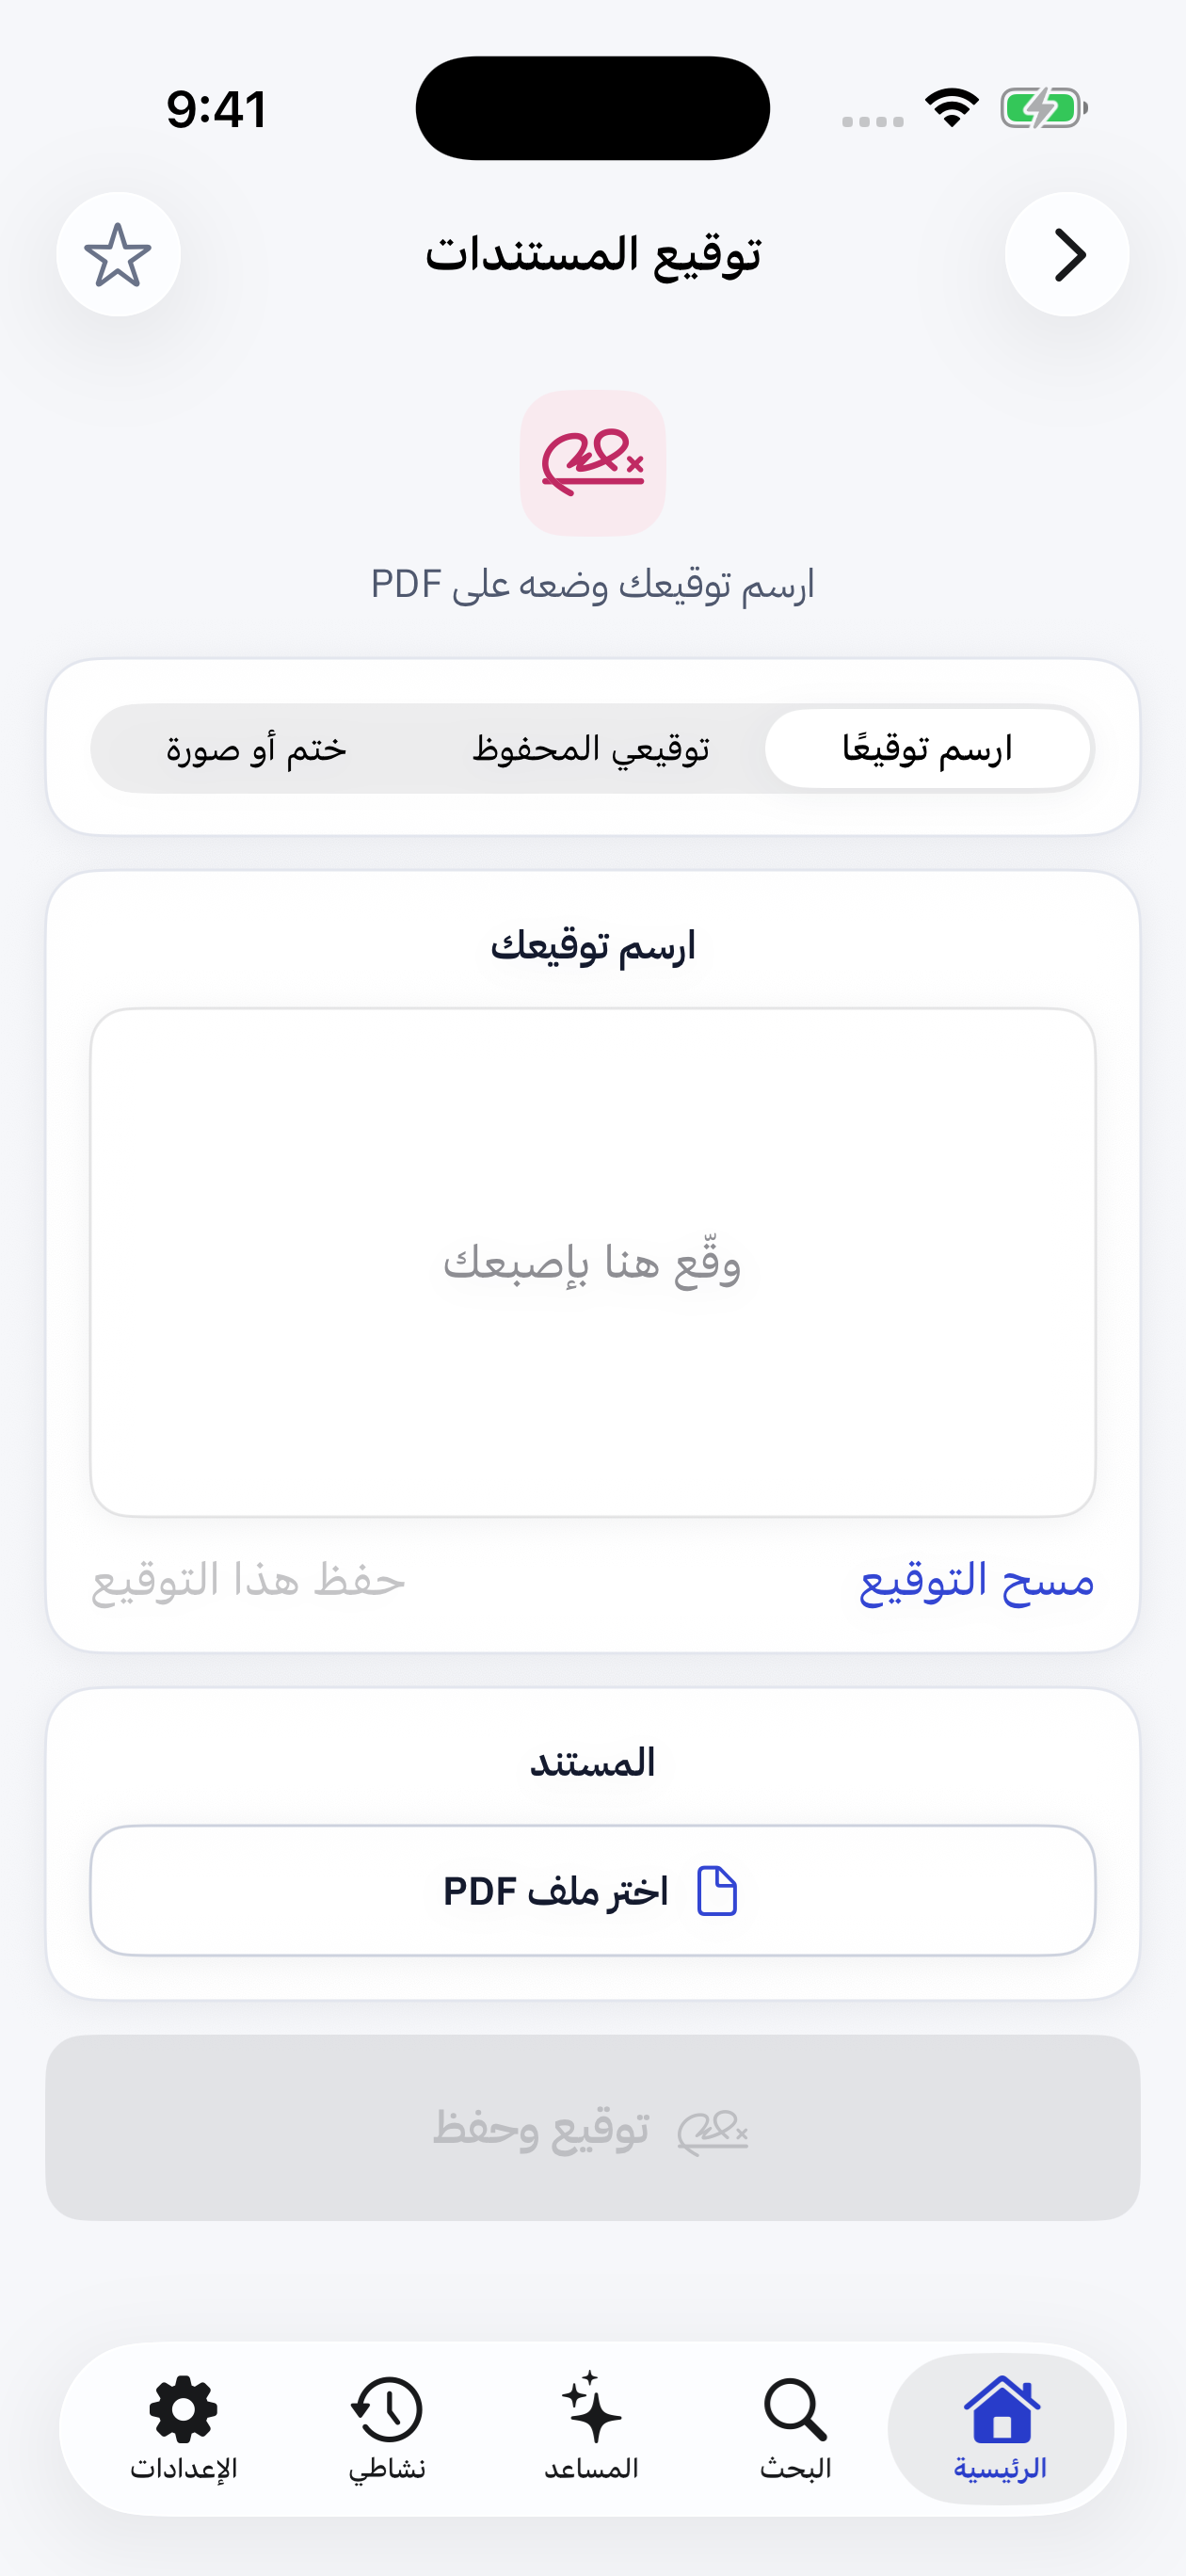 9:41
توقيع المستندات
ارسم توقيعك وضعه على PDF
ارسم توقيعًا
توقيعي المحفوظ
ختم أو صورة
ارسم توقيعك
وقّع هنا بإصبعك
مسح التوقيع
حفظ هذا التوقيع
المستند
اختر ملف PDF
توقيع وحفظ
الرئيسية
البحث
المساعد
نشاطي
الإعدادات